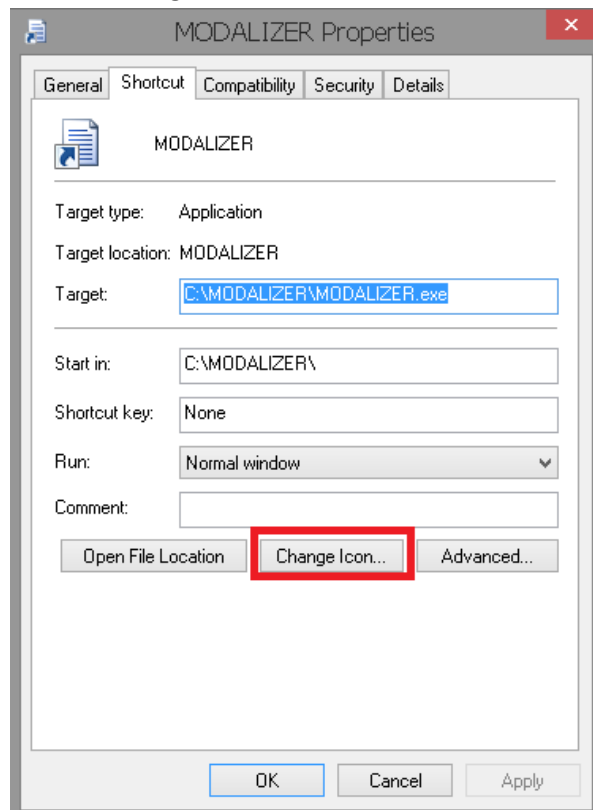 MODALIZER Properties
General Shortcut Compatibility Security Details
MODALIZER
Target type: Application
Target location: MODALIZER
Target: C:\MODALIZER\MODALIZER.exe
Start in: C:\MODALIZER\
Shortcut key: None
Run: Normal window
Comment:
Open File Location Change Icon... Advanced...
OK Cancel Apply